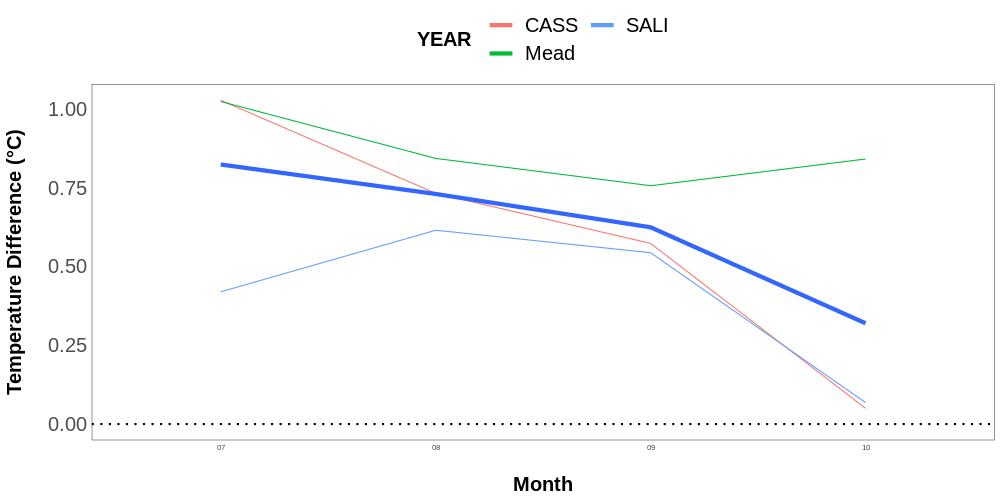 YEAR
CASS
SALI
Mead
Temperature Difference (°C)
1.00
0.75
0.50
0.25
0.00
07
08
09
10
Month